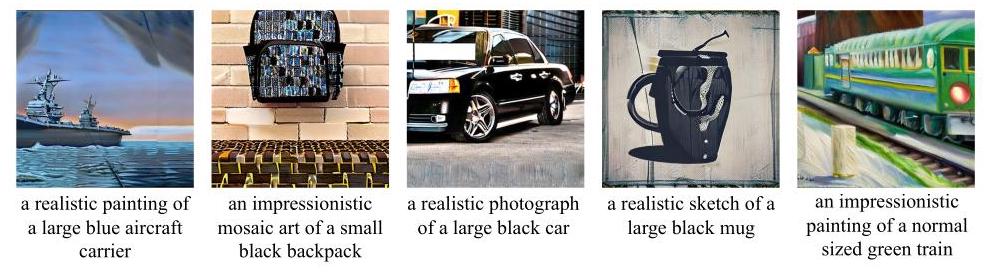 a realistic painting of
a large blue aircraft
carrier
an impressionistic
mosaic art of a small
black backpack
a realistic photograph
of a large black car
a realistic sketch of a
large black mug
an impressionistic
painting of a normal
sized green train